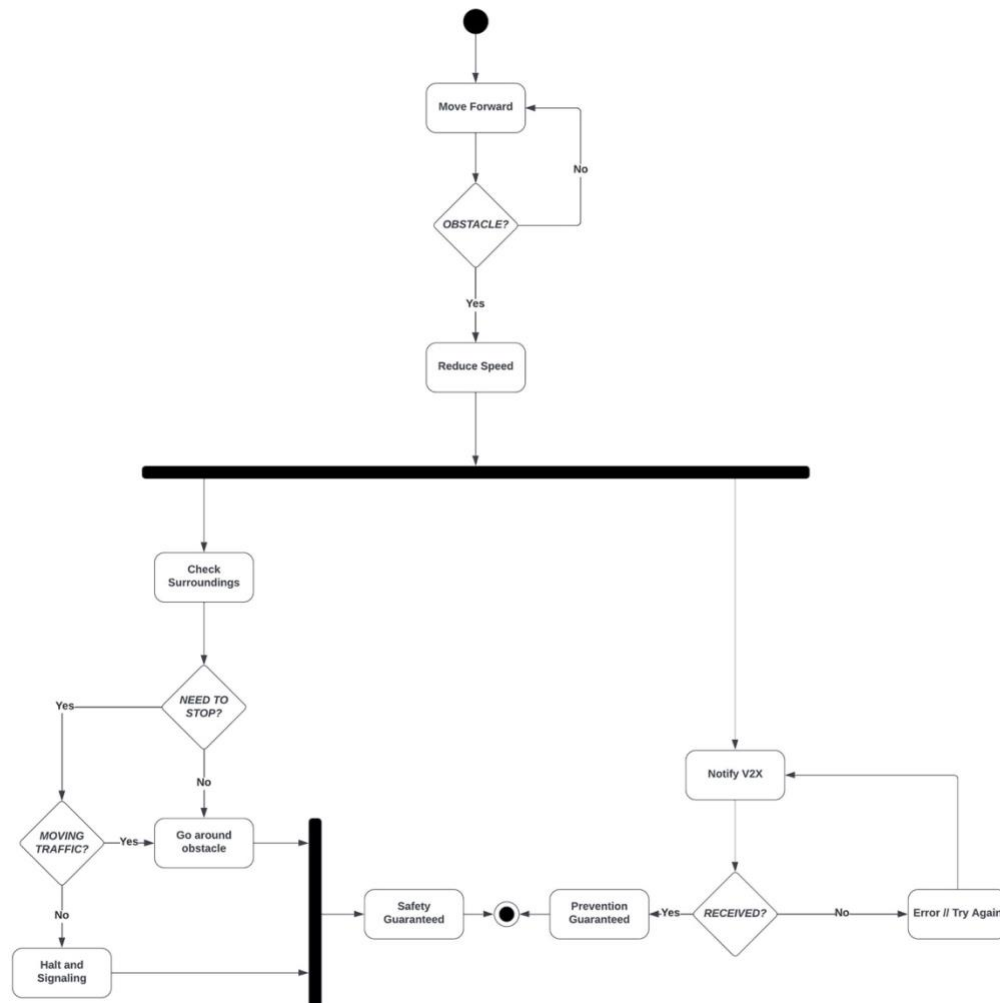 Move Forward
No
OBSTACLE?
Yes
Reduce Speed
Check
Surroundings
NEED TO
STOP?
Yes
No
MOVING
TRAFFIC?
Yes
Go around
obstacle
No
Halt and
Signaling
Safety
Guaranteed
Prevention
Guaranteed
Notify V2X
Yes
RECEIVED?
No
Error // Try Again